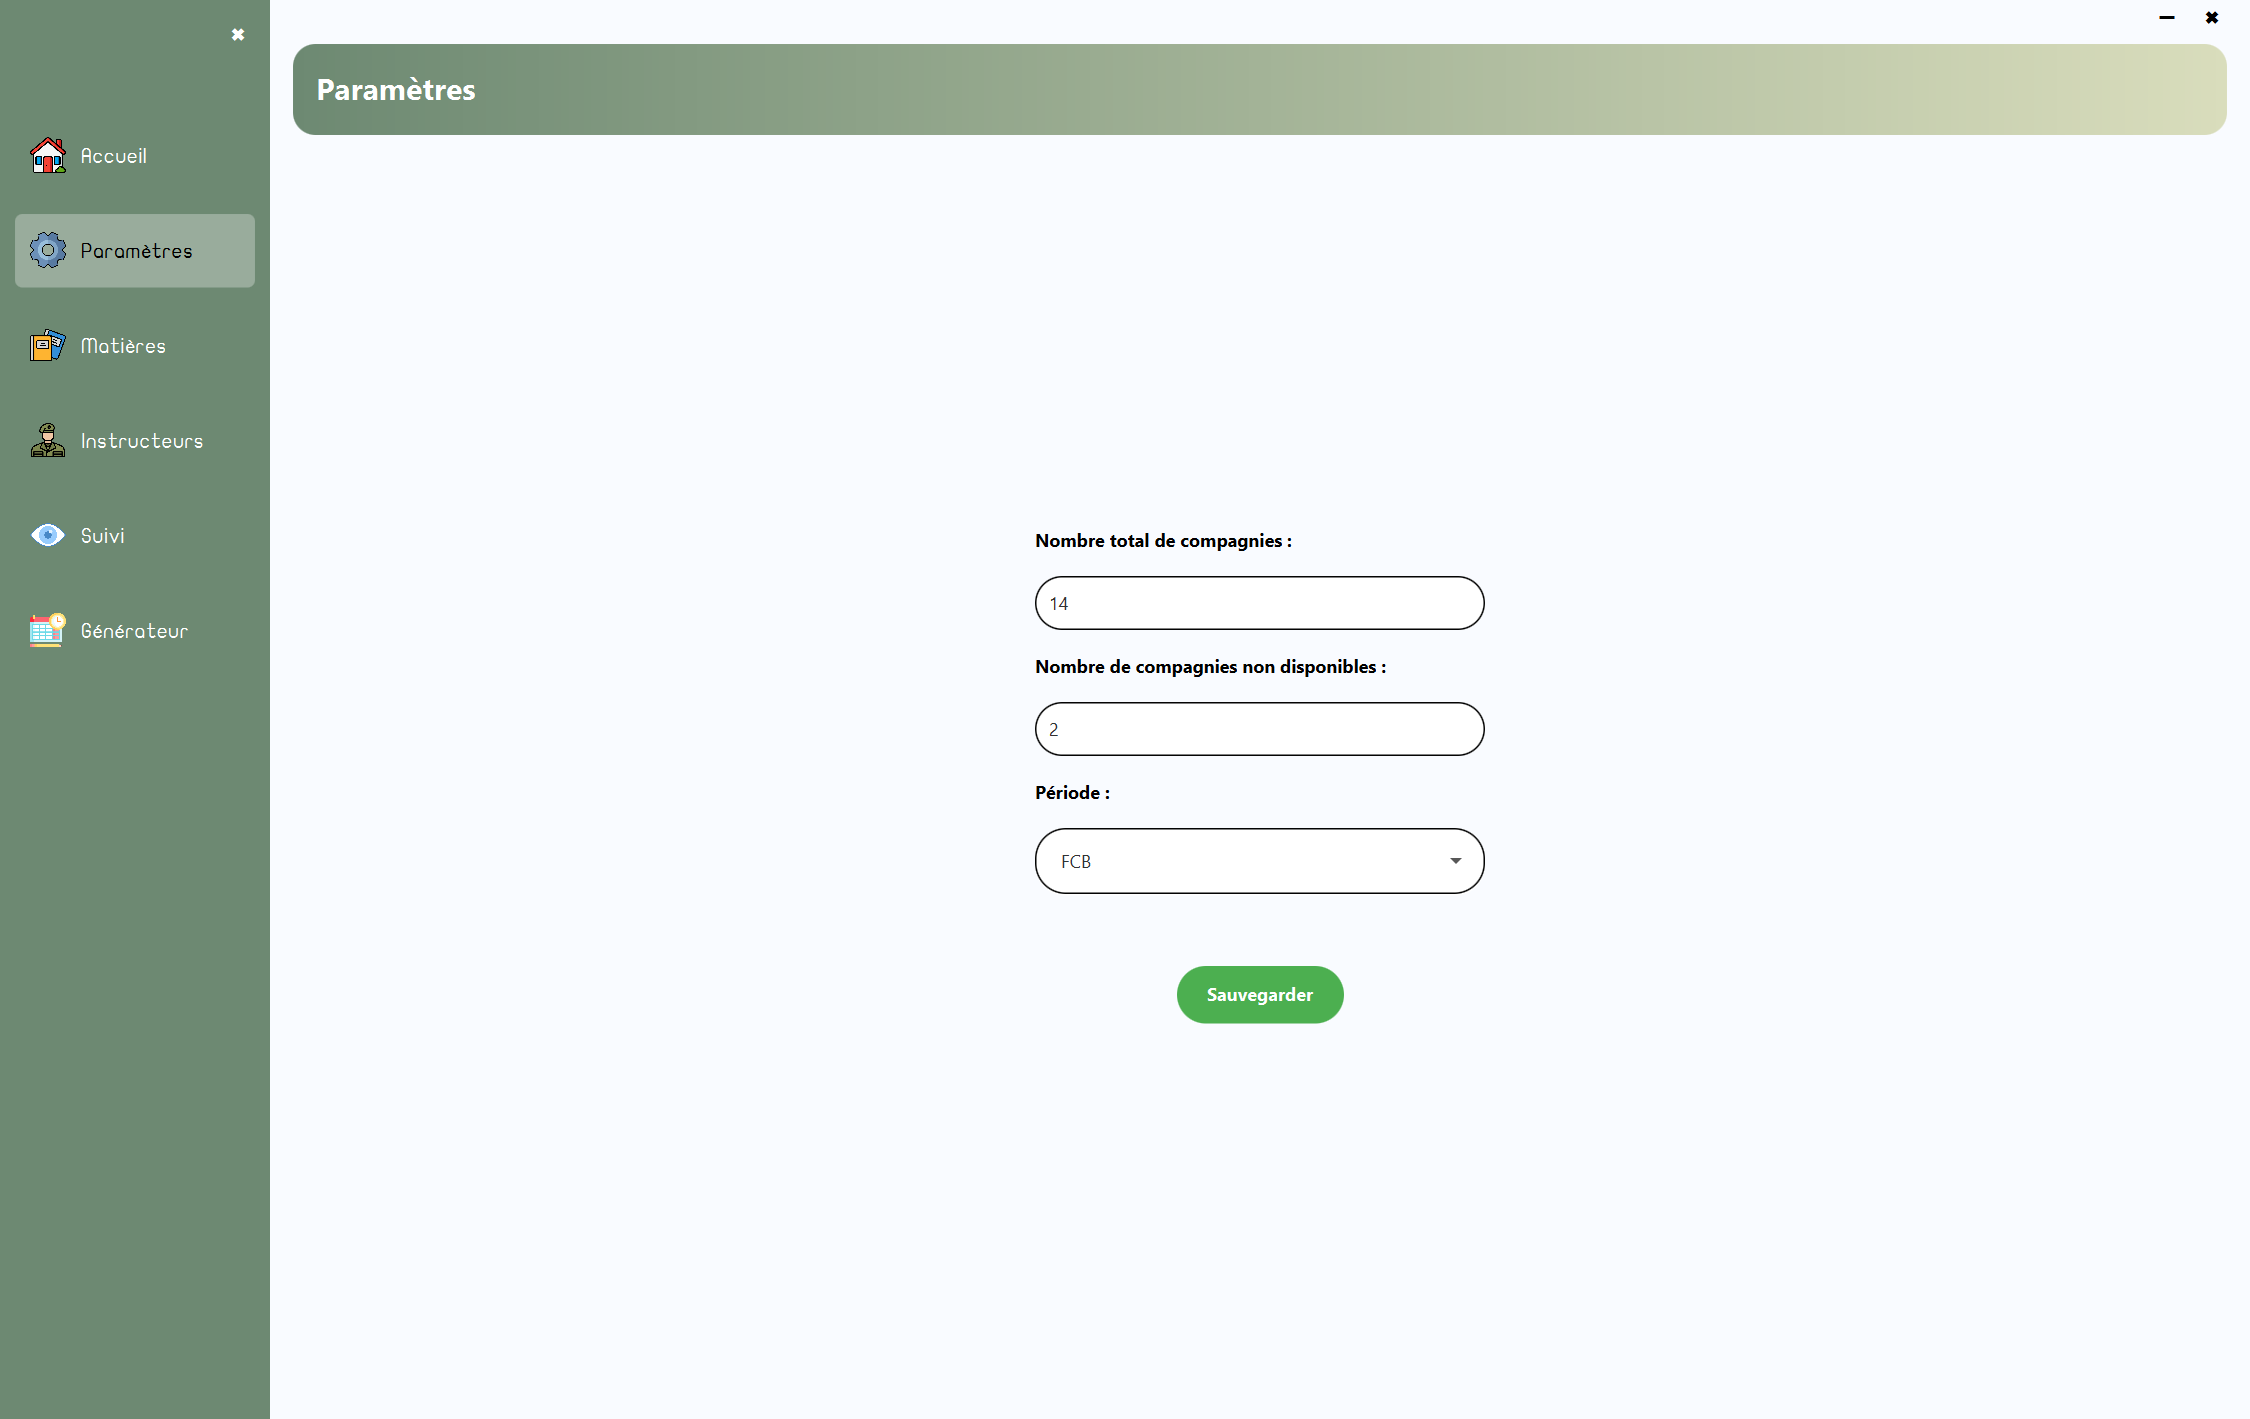 Accueil
Paramètres
Matières
Instructeurs
Suivi
Générateur
Paramètres
Nombre total de compagnies :
14
Nombre de compagnies non disponibles :
2
Période :
FCB
Sauvegarder